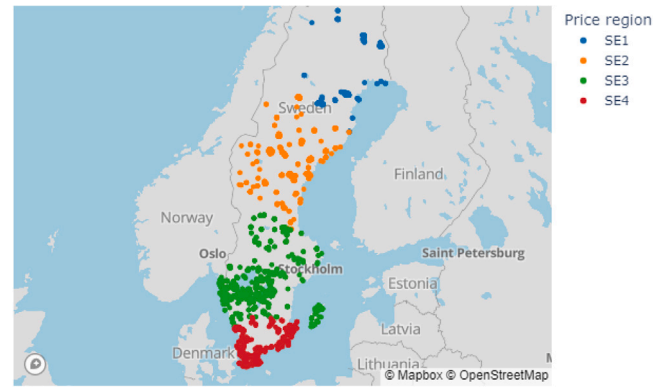 Price region
SE1
SE2
SE3
SE4
Sweden
Finland
Norway
Oslo
Stockholm
Saint Petersburg
Estonia
Latvia
Denmark
Lithuania
M
© Mapbox © OpenStreetMap